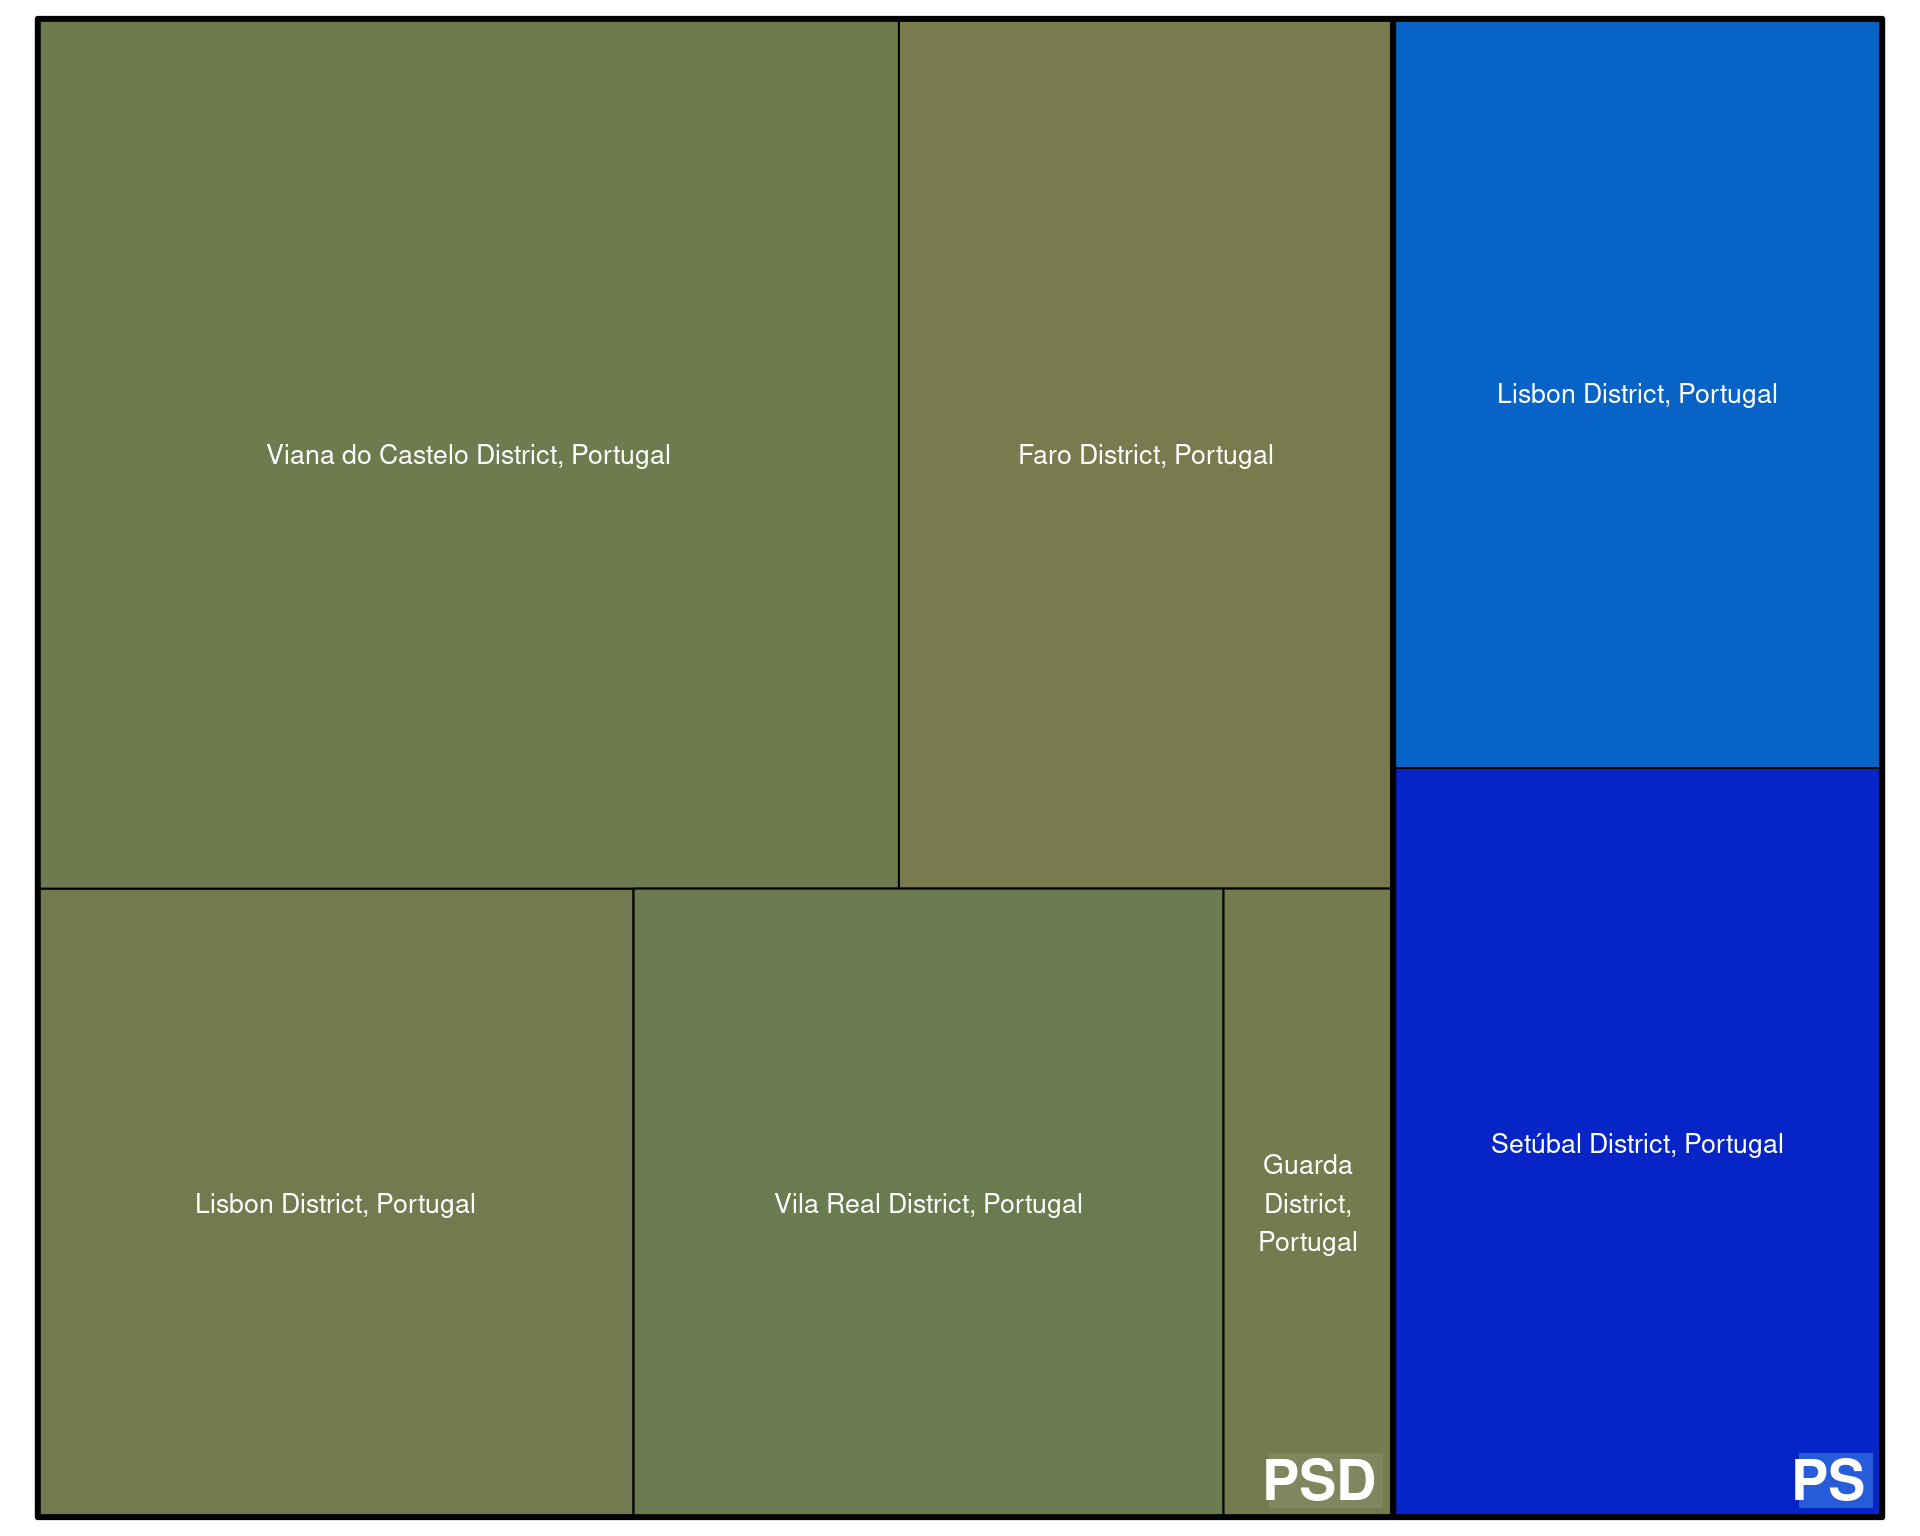 Viana do Castelo District, Portugal
Faro District, Portugal
Lisbon District, Portugal
Lisbon District, Portugal
Vila Real District, Portugal
Guarda
District,
Portugal
Setúbal District, Portugal
PSD
PS